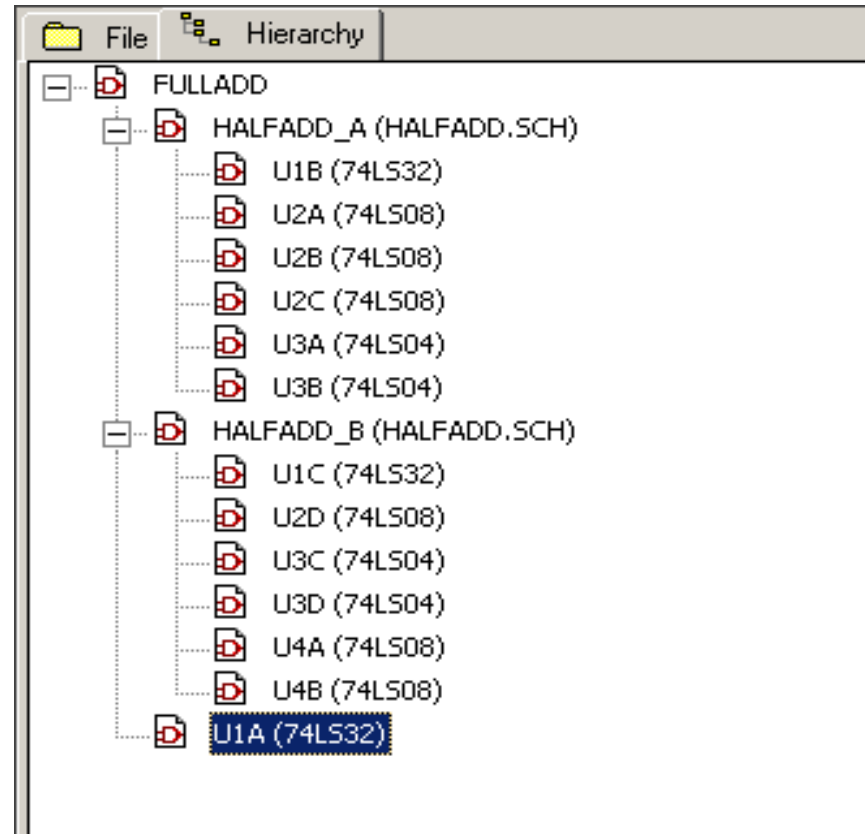 File Hierarchy
FULLADD
HALFADD_A (HALFADD.SCH)
U1B (74LS32)
U2A (74LS08)
U2B (74LS08)
U2C (74LS08)
U3A (74LS04)
U3B (74LS04)
HALFADD_B (HALFADD.SCH)
U1C (74LS32)
U2D (74LS08)
U3C (74LS04)
U3D (74LS04)
U4A (74LS08)
U4B (74LS08)
U1A (74LS32)